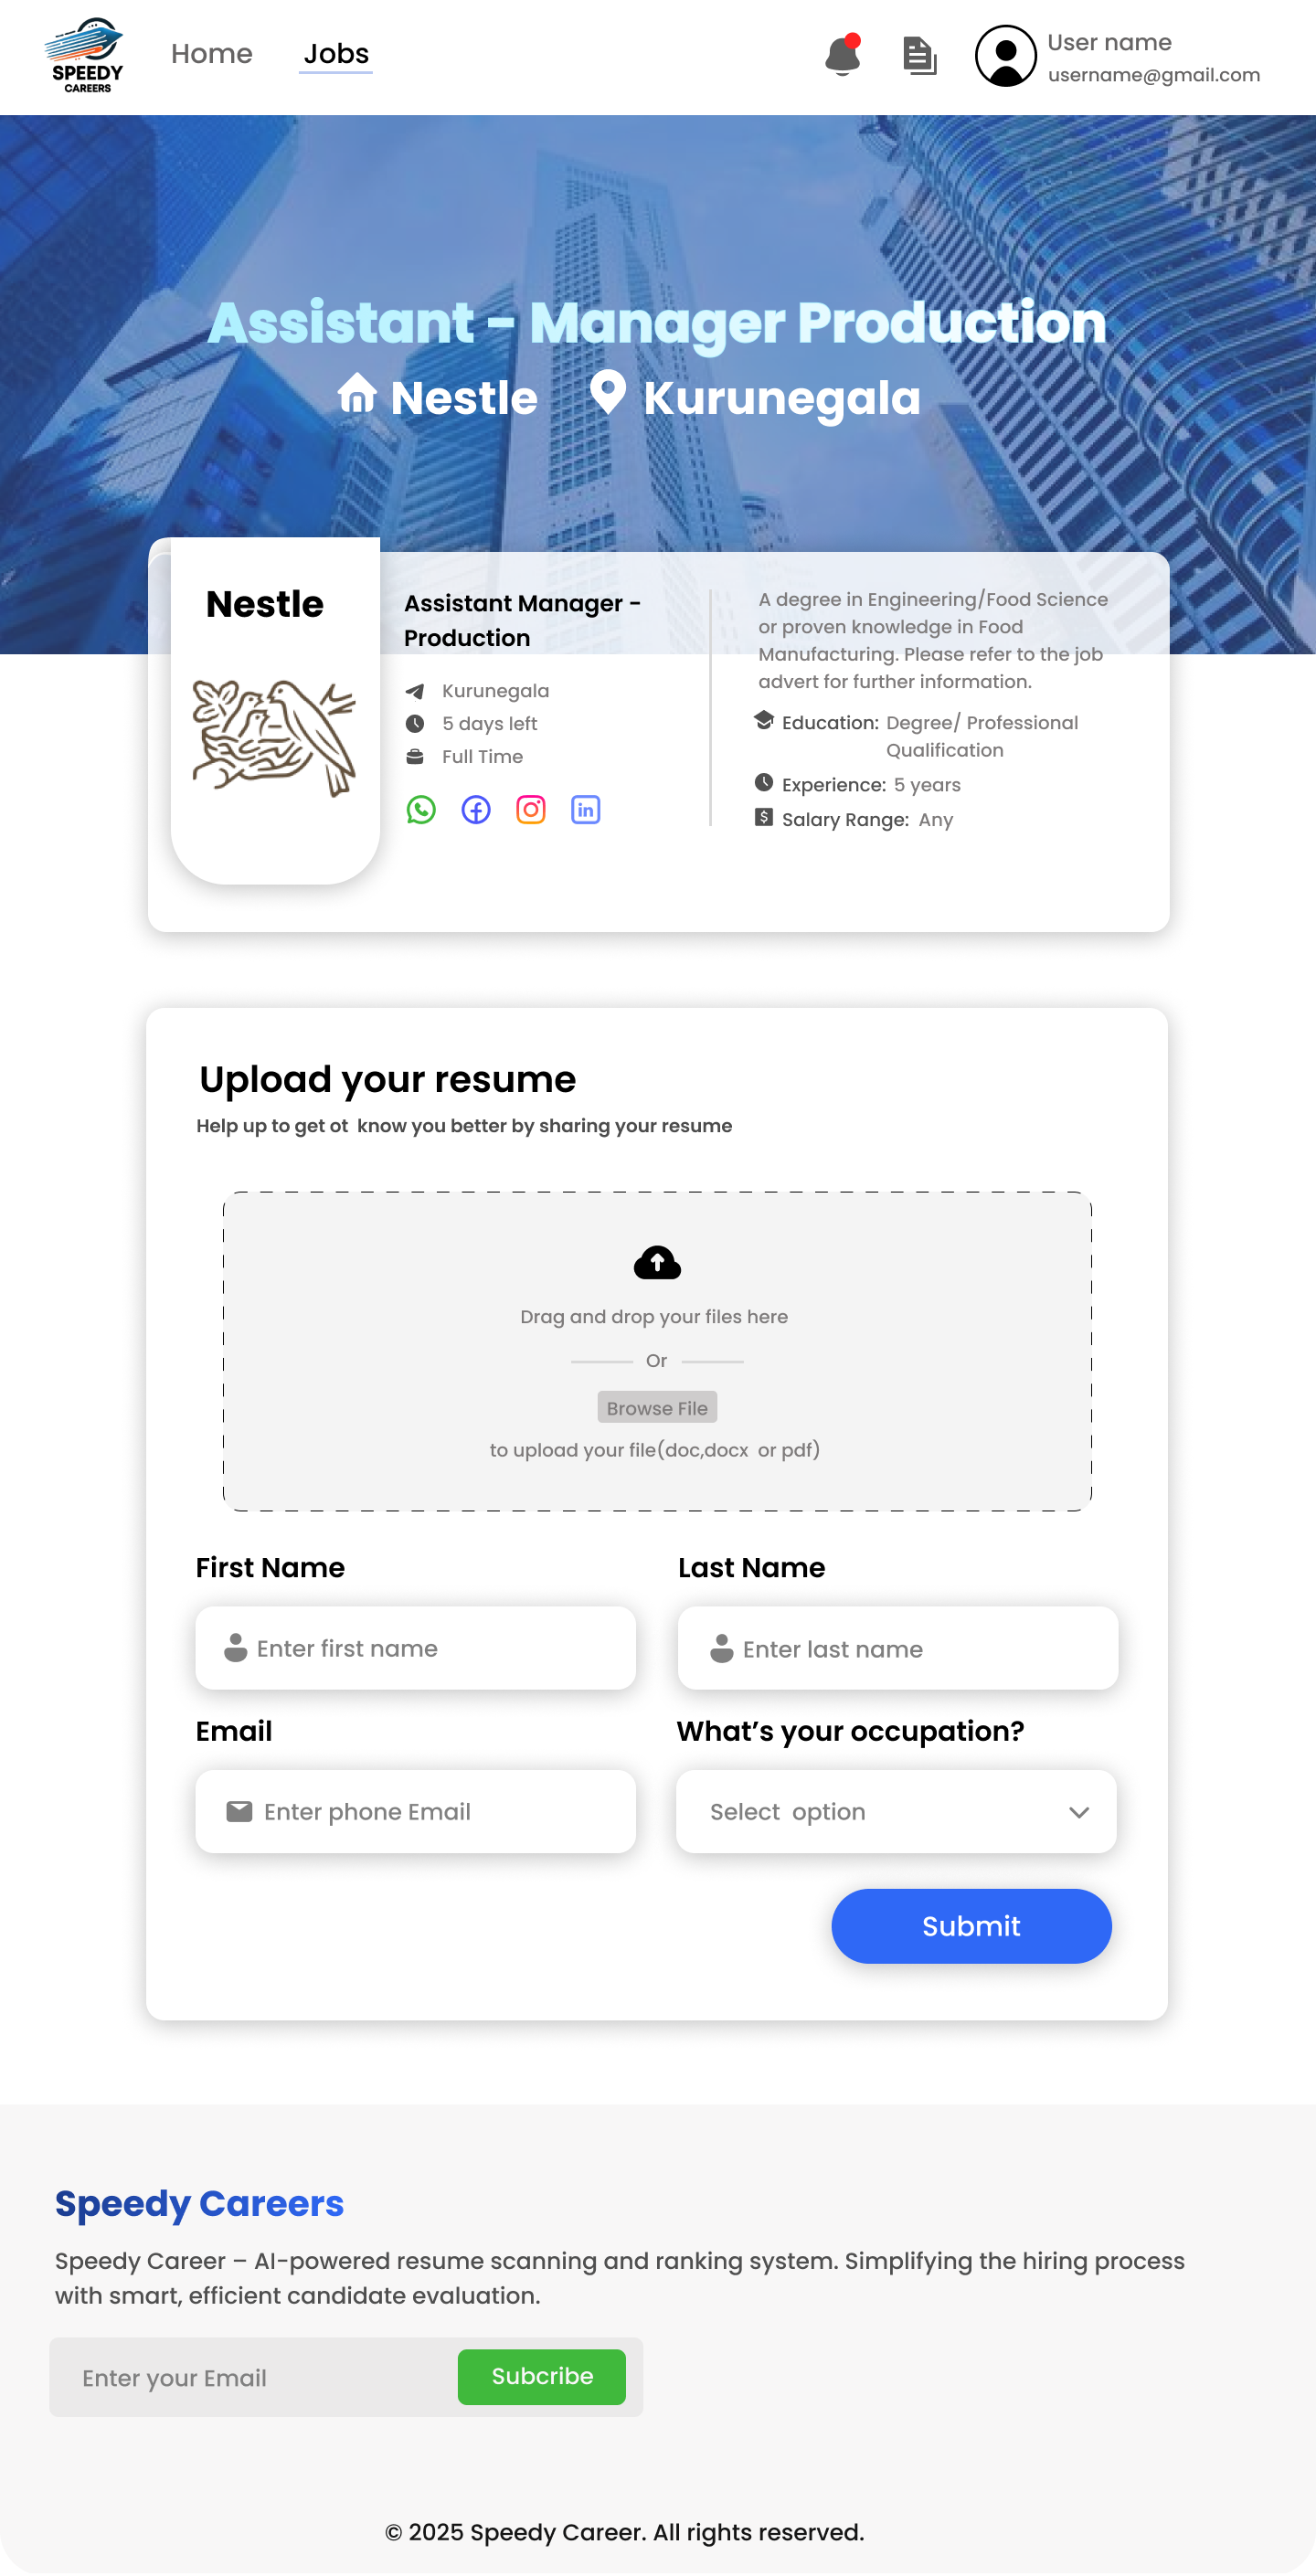 SPEEDY
CAREERS
Home
Jobs
User name
username@gmail.com
Assistant - Manager Production
Nestle
Kurunegala
Nestle
Assistant Manager -
Production
Kurunegala
5 days left
Full Time
A degree in Engineering/Food Science
or proven knowledge in Food
Manufacturing. Please refer to the job
advert for further information.
Education: Degree/ Professional
Qualification
Experience: 5 years
Salary Range: Any
Upload your resume
Help up to get ot  know you better by sharing your resume
Drag and drop your files here
Or
Browse File
to upload your file(doc,docx  or pdf)
First Name
Last Name
Enter first name
Enter last name
Email
What's your occupation?
Enter phone Email
Select  option
Submit
Speedy Careers
Speedy Career – AI-powered resume scanning and ranking system. Simplifying the hiring process
with smart, efficient candidate evaluation.
Enter your Email
Subcribe
© 2025 Speedy Career. All rights reserved.